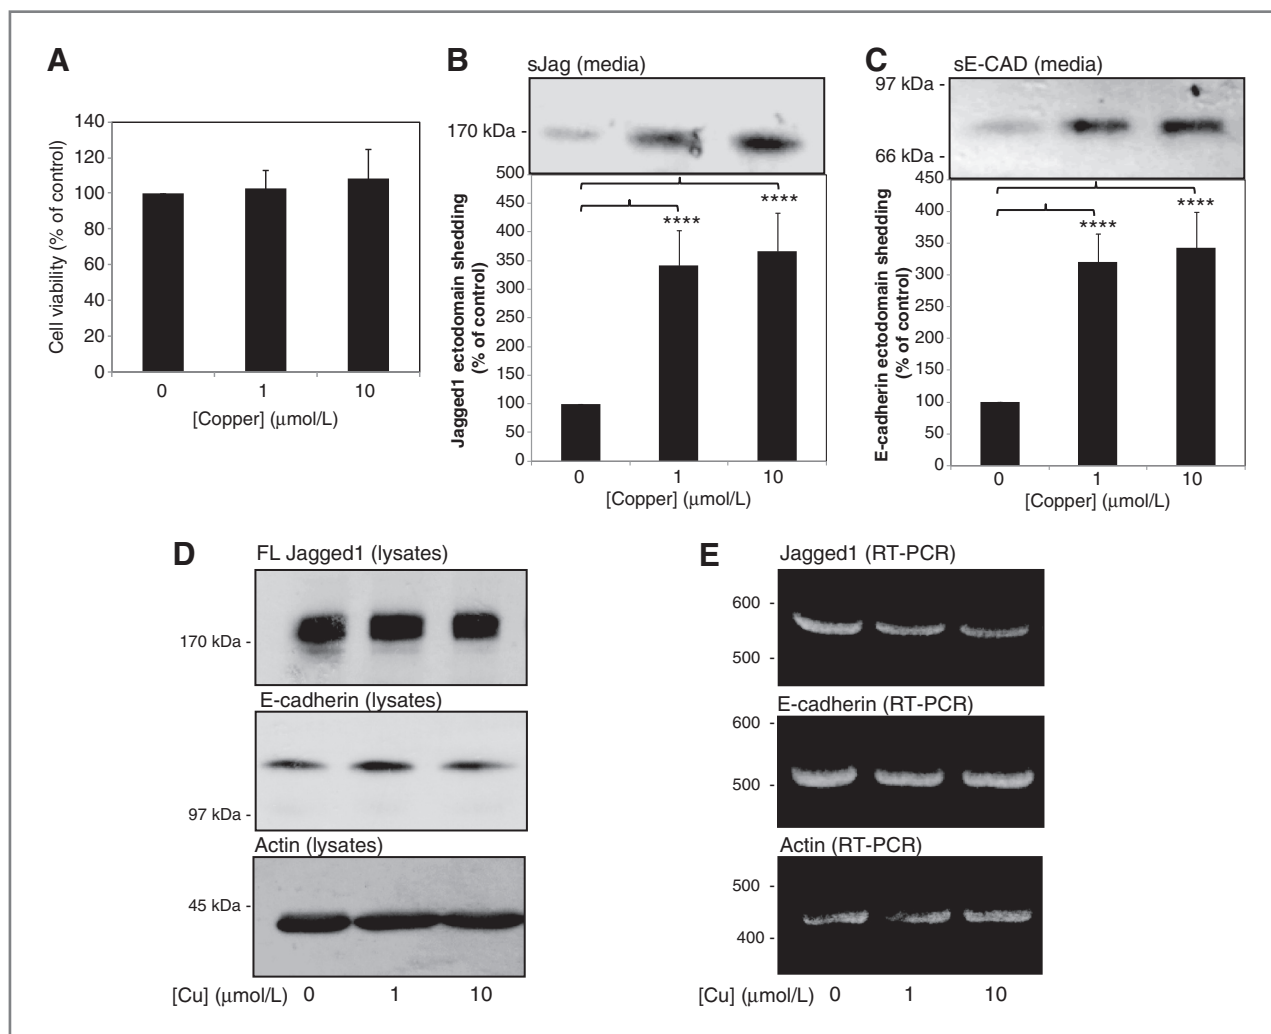 A
Cell viability (% of control)
140
120
100
80
60
40
20
0
0 1 10
[Copper] (μmol/L)
B
sJag (media)
170 kDa -
Jagged1 ectodomain shedding
(% of control)
500
450
400
350
300
250
200
150
100
50
0
****
****
0 1 10
[Copper] (μmol/L)
C
sE-CAD (media)
97 kDa -
66 kDa -
E-cadherin ectodomain shedding
(% of control)
450
400
350
300
250
200
150
100
50
0
****
****
0 1 10
[Copper] (μmol/L)
D
FL Jagged1 (lysates)
170 kDa -
E-cadherin (lysates)
97 kDa -
Actin (lysates)
45 kDa -
[Cu] (μmol/L) 0 1 10
E
Jagged1 (RT-PCR)
600 -
500 -
E-cadherin (RT-PCR)
600 -
500 -
Actin (RT-PCR)
500 -
400 -
[Cu] (μmol/L) 0 1 10